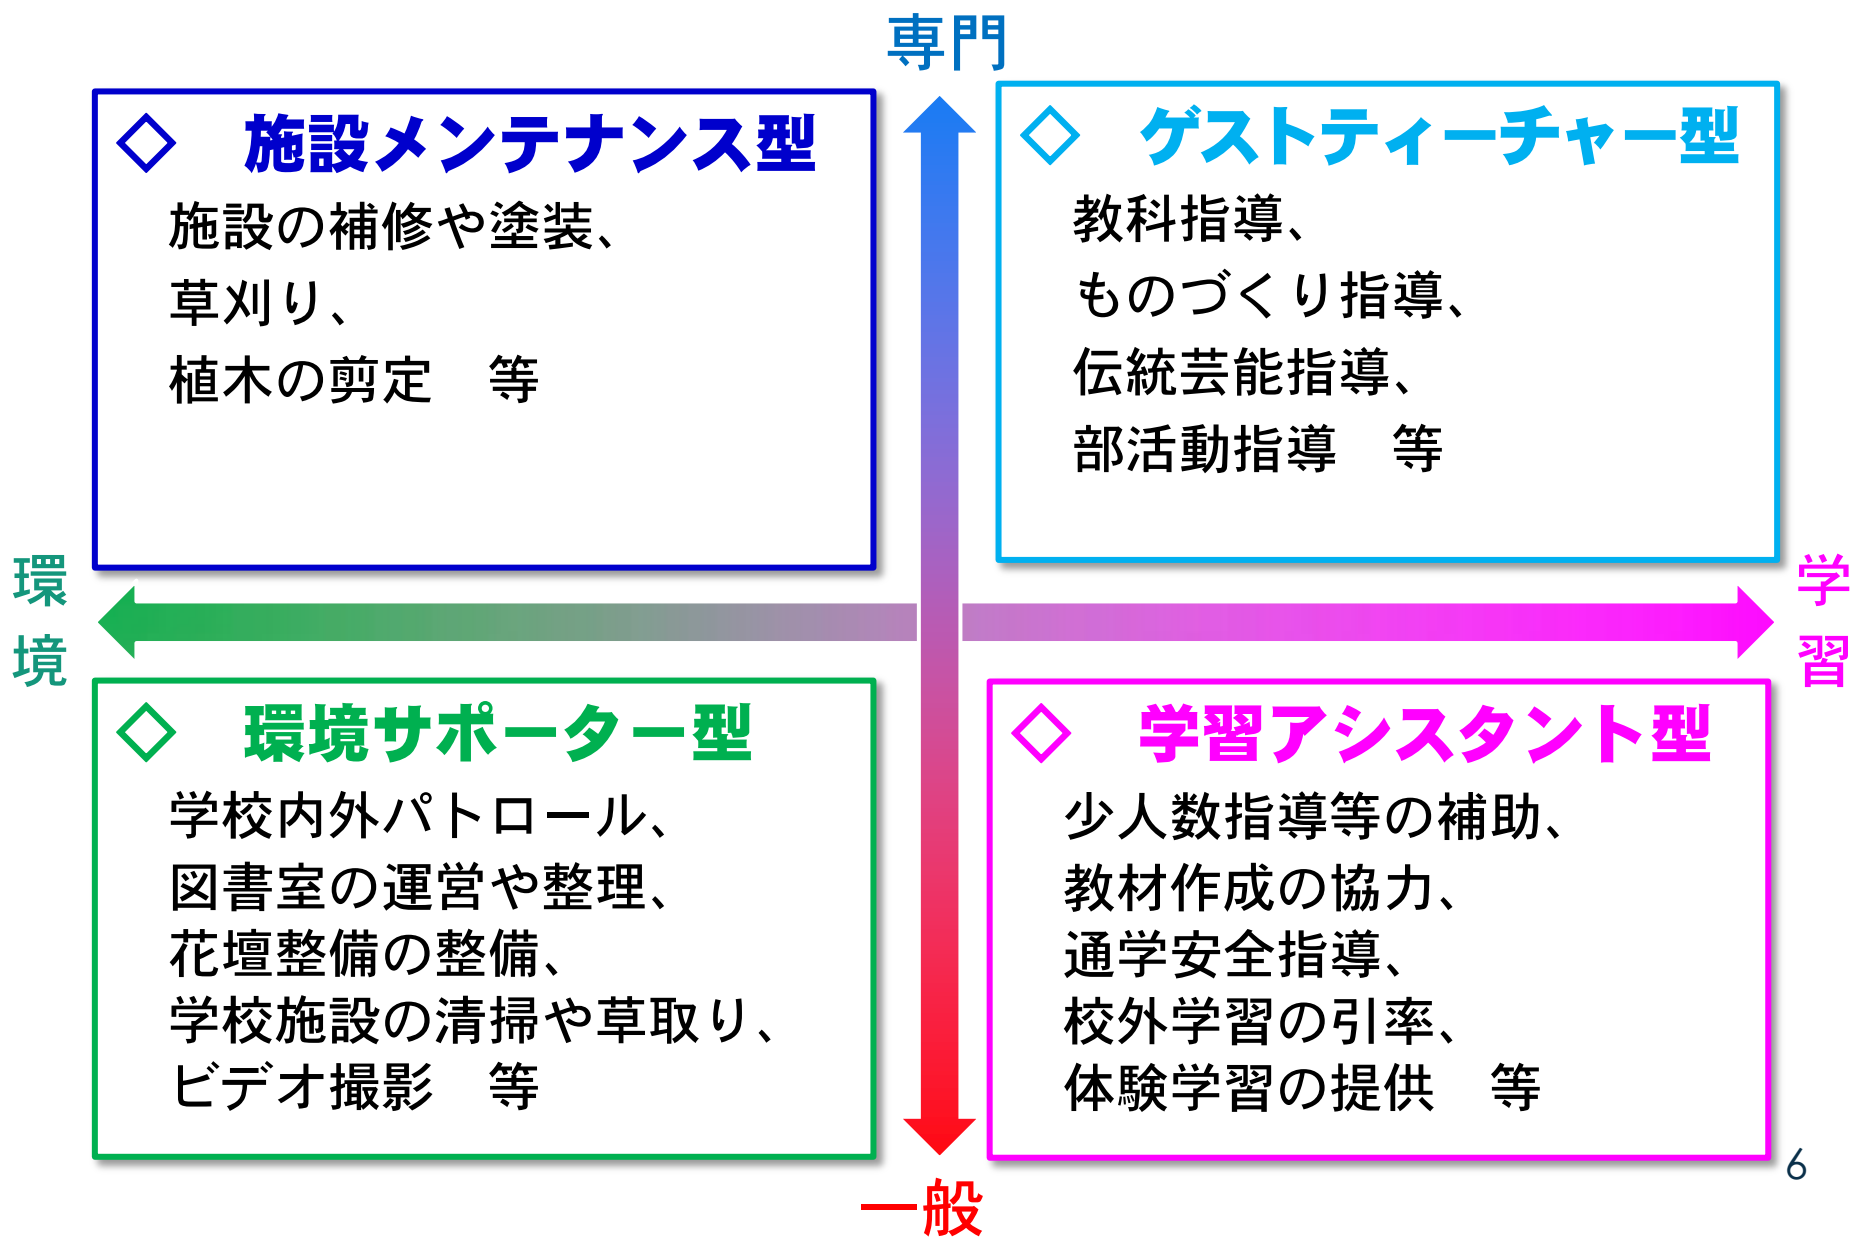 専門
◇　施設メンテナンス型
施設の補修や塗装、
草刈り、
植木の剪定　等
◇　ゲストティーチャー型
教科指導、
ものづくり指導、
伝統芸能指導、
部活動指導　等
環境
学習
◇　環境サポーター型
学校内外パトロール、
図書室の運営や整理、
花壇整備の整備、
学校施設の清掃や草取り、
ビデオ撮影　等
◇　学習アシスタント型
少人数指導等の補助、
教材作成の協力、
通学安全指導、
校外学習の引率、
体験学習の提供　等
一般
6